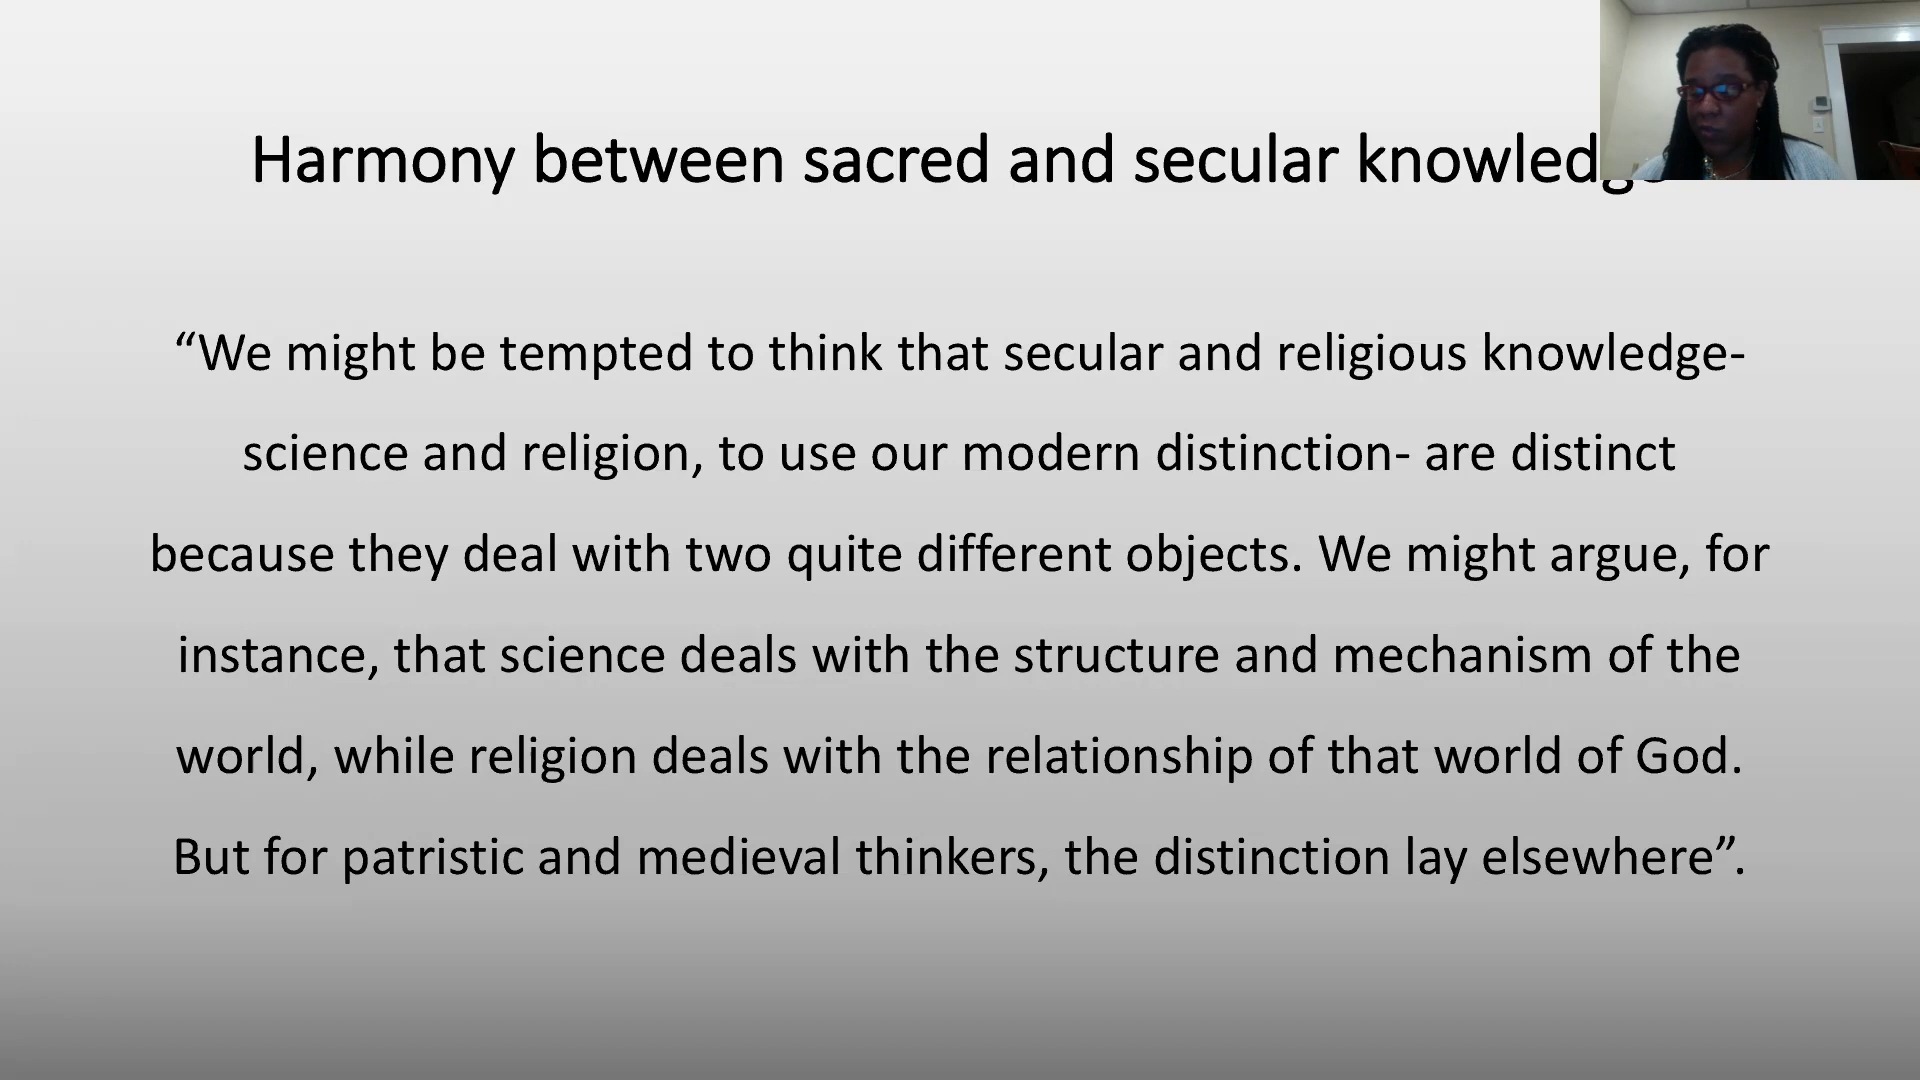 Harmony between sacred and secular knowledge
“We might be tempted to think that secular and religious knowledge-
science and religion, to use our modern distinction- are distinct
because they deal with two quite different objects. We might argue, for
instance, that science deals with the structure and mechanism of the
world, while religion deals with the relationship of that world of God.
But for patristic and medieval thinkers, the distinction lay elsewhere”.